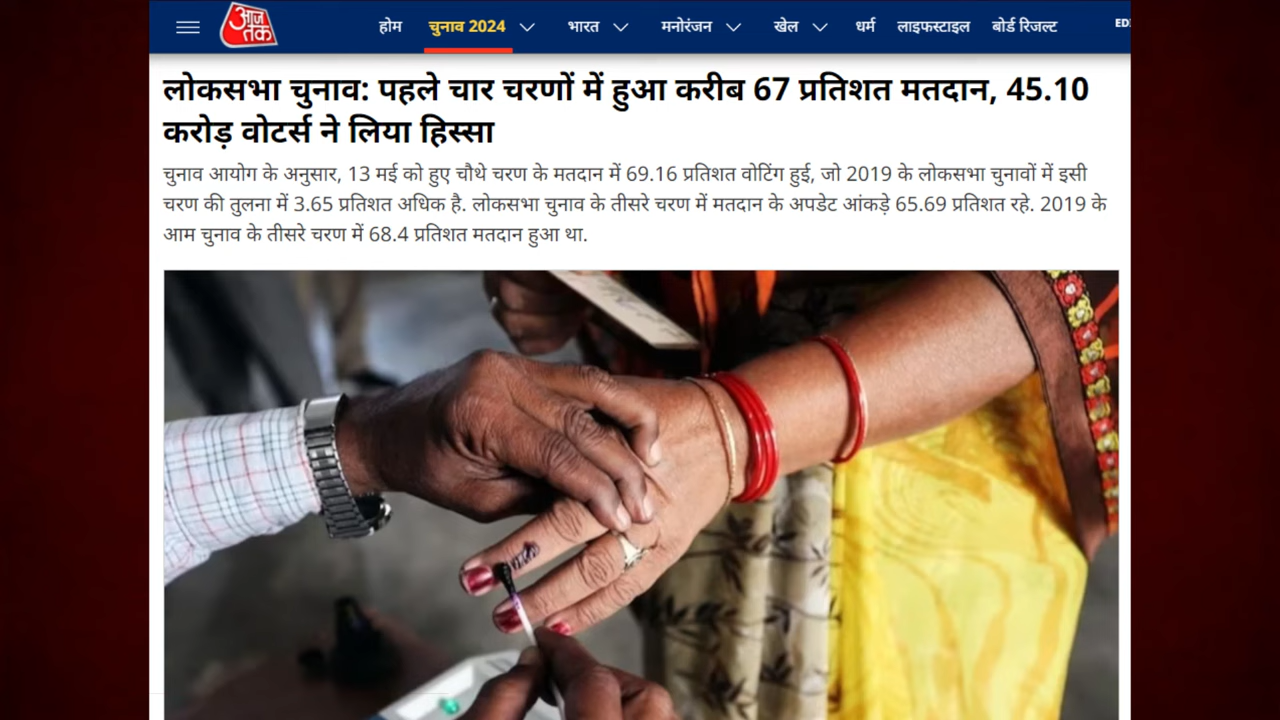 आज तक
होम चुनाव 2024 भारत मनोरंजन खेल धर्म लाइफस्टाइल बोर्ड रिजल्ट
लोकसभा चुनाव: पहले चार चरणों में हुआ करीब 67 प्रतिशत मतदान, 45.10
करोड़ वोटर्स ने लिया हिस्सा
चुनाव आयोग के अनुसार, 13 मई को हुए चौथे चरण के मतदान में 69.16 प्रतिशत वोटिंग हुई, जो 2019 के लोकसभा चुनावों में इसी
चरण की तुलना में 3.65 प्रतिशत अधिक है. लोकसभा चुनाव के तीसरे चरण में मतदान के अपडेट आंकड़े 65.69 प्रतिशत रहे. 2019 के
आम चुनाव के तीसरे चरण में 68.4 प्रतिशत मतदान हुआ था.